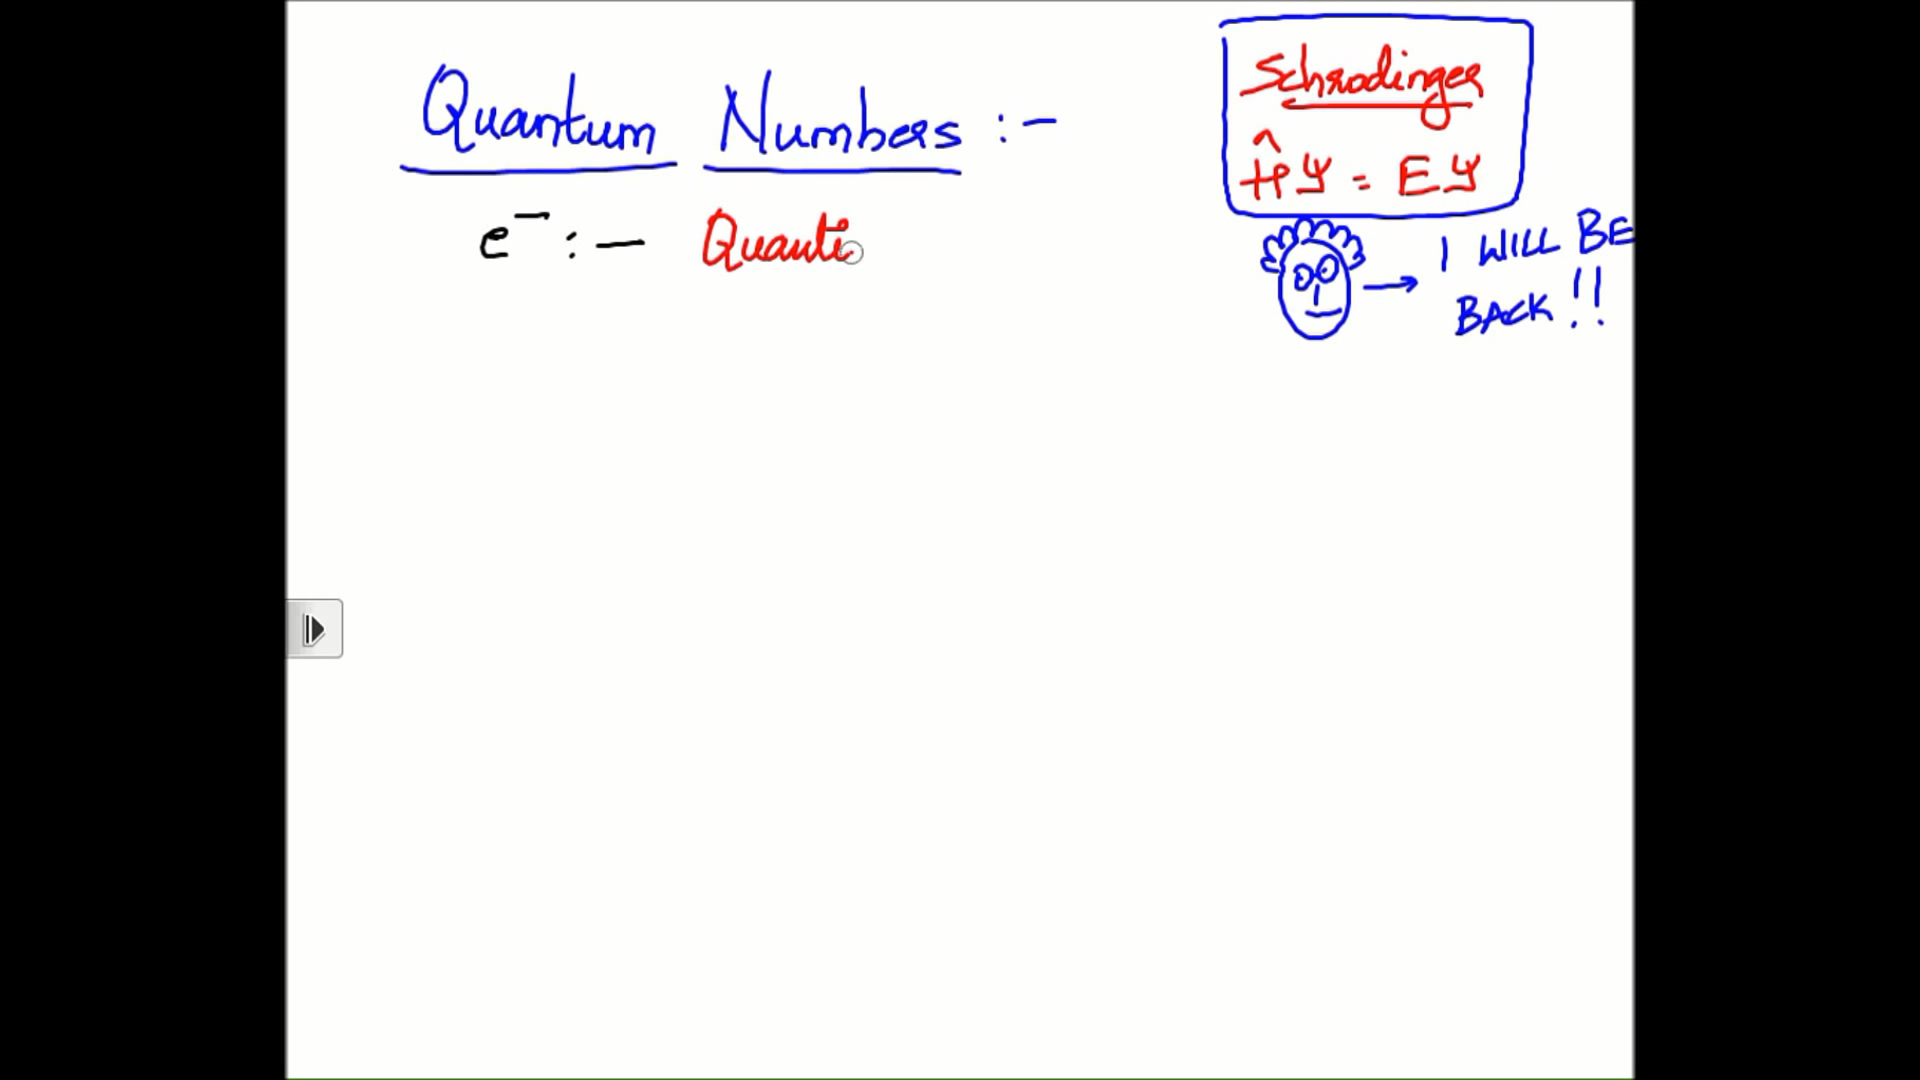 Quantum Numbers :-
e⁻ :- Quanti
Schrodinger
ĤΨ = EΨ
I WILL BE
BACK !!